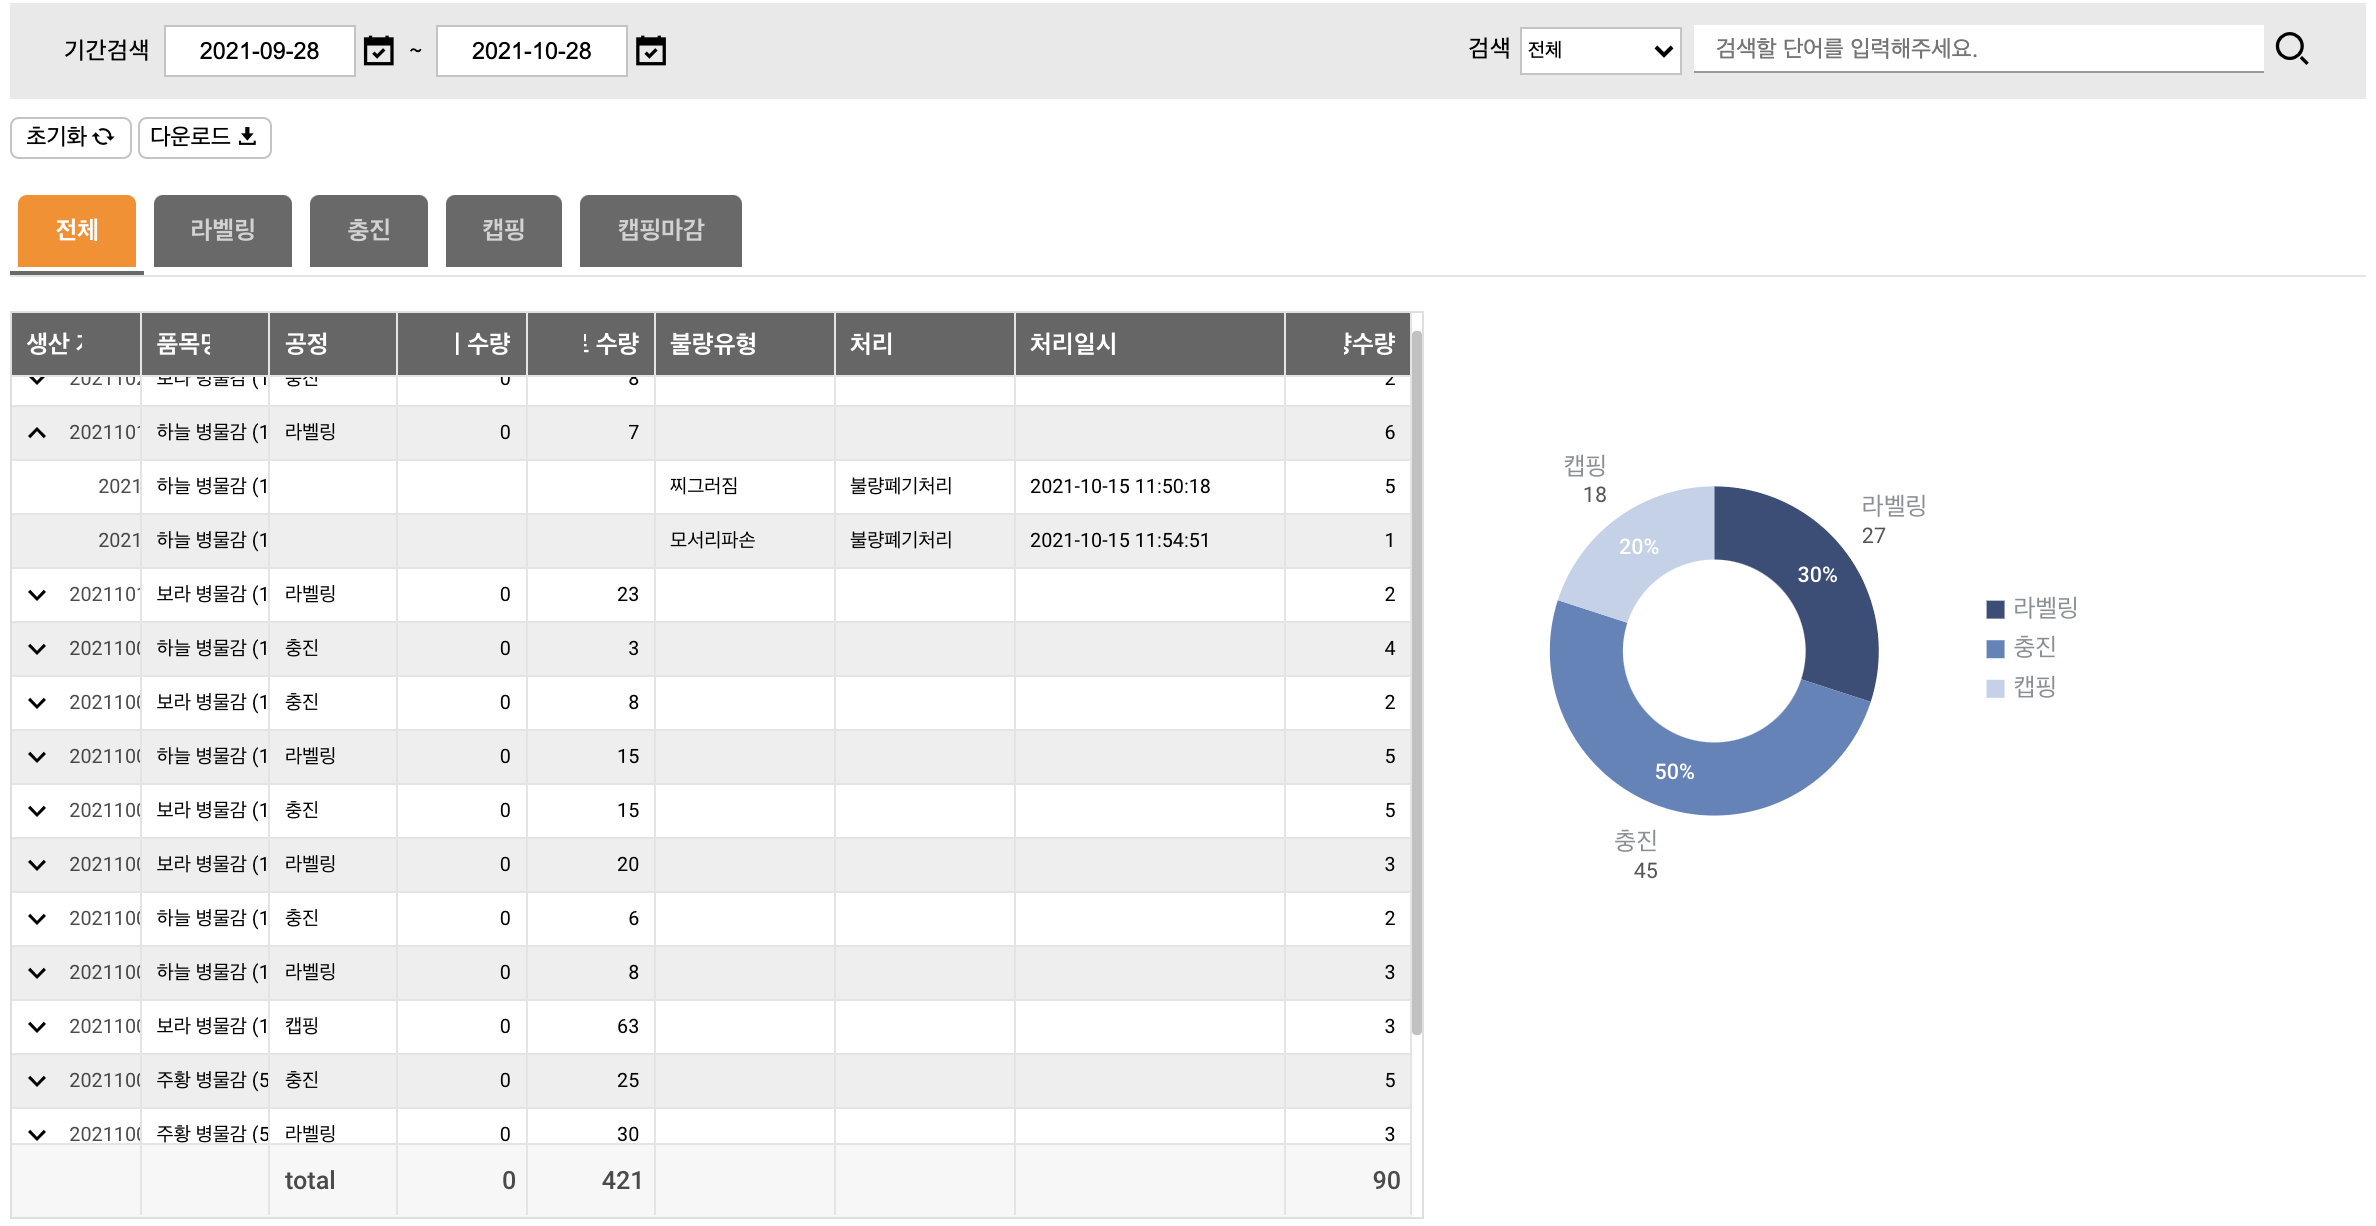 기간검색 2021-09-28 ~ 2021-10-28 검색 전체 검색할 단어를 입력해주세요.
초기화 다운로드
전체 라벨링 충진 캡핑 캡핑마감
생산 품목명 공정 수량 수량 불량유형 처리 처리일시 수량
보라 병물감 (1 충진 0 8 2
202110 하늘 병물감 (1 라벨링 0 7 6
2021 하늘 병물감 (1 찌그러짐 불량폐기처리 2021-10-15 11:50:18 5
2021 하늘 병물감 (1 모서리파손 불량폐기처리 2021-10-15 11:54:51 1
202110 보라 병물감 (1 라벨링 0 23 2
202110 하늘 병물감 (1 충진 0 3 4
202110 보라 병물감 (1 충진 0 8 2
202110 하늘 병물감 (1 라벨링 0 15 5
202110 보라 병물감 (1 충진 0 15 5
202110 보라 병물감 (1 라벨링 0 20 3
202110 하늘 병물감 (1 충진 0 6 2
202110 하늘 병물감 (1 라벨링 0 8 3
202110 보라 병물감 (1 캡핑 0 63 3
202110 주황 병물감 (5 충진 0 25 5
202110 주황 병물감 (5 라벨링 0 30 3
total 0 421 90
캡핑
18
라벨링
27
20%
30%
50%
충진
45
라벨링
충진
캡핑